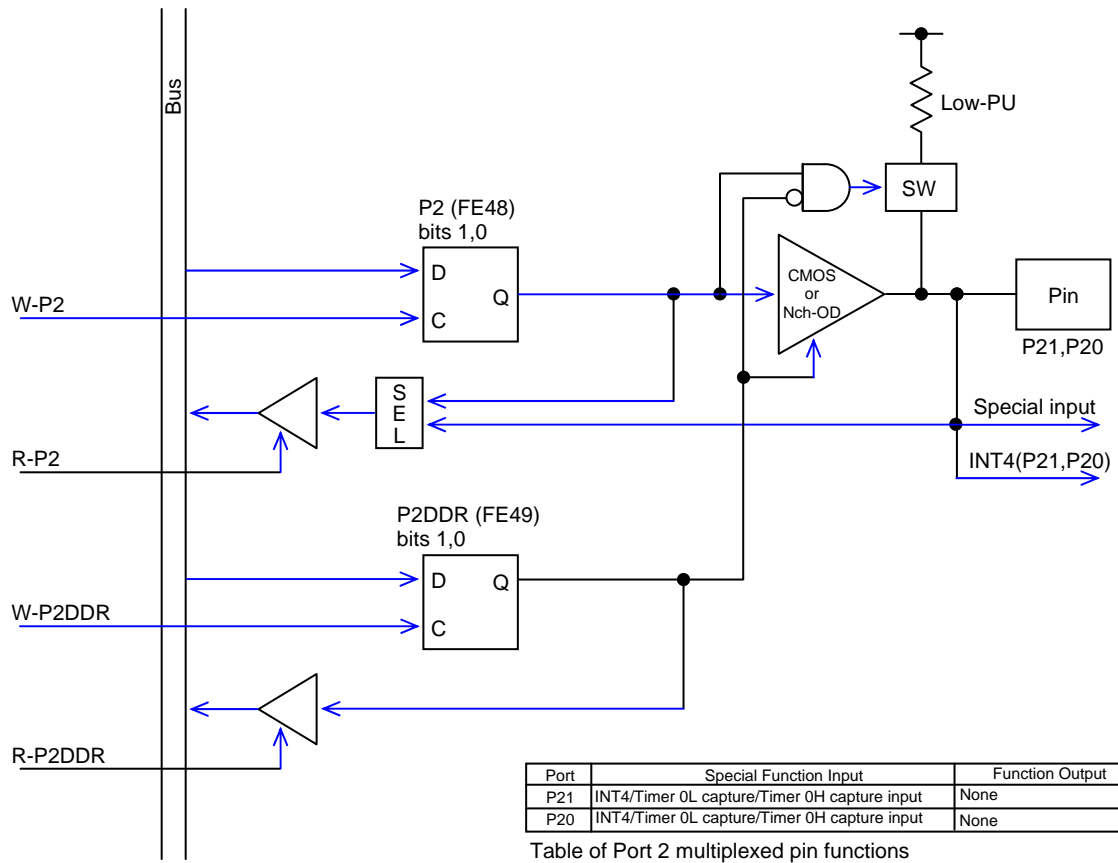 Bus
Low-PU
SW
P2 (FE48)
bits 1,0
D
Q
C
CMOS
or
Nch-OD
Pin
P21,P20
W-P2
S
E
L
Special input
INT4(P21,P20)
R-P2
P2DDR (FE49)
bits 1,0
D
Q
C
W-P2DDR
R-P2DDR
Port Special Function Input Function Output
P21 INT4/Timer 0L capture/Timer 0H capture input None
P20 INT4/Timer 0L capture/Timer 0H capture input None
Table of Port 2 multiplexed pin functions